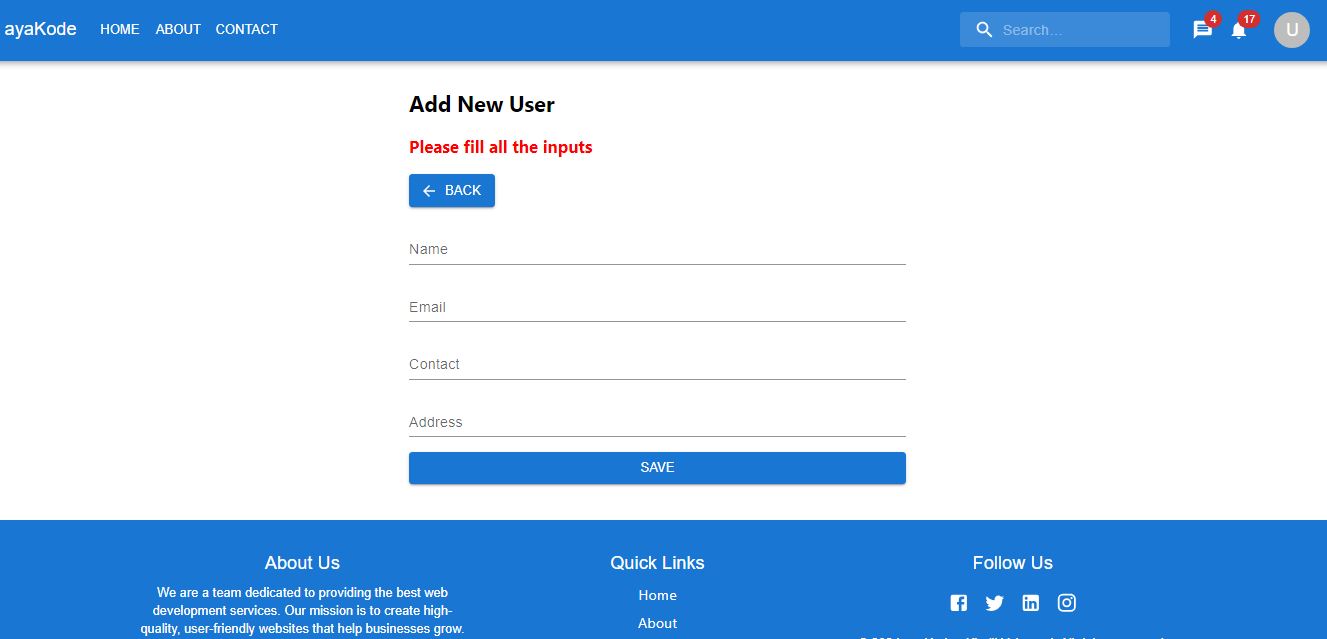 ayaKode HOME ABOUT CONTACT Search... 4 17 U
Add New User
Please fill all the inputs
BACK
Name
Email
Contact
Address
SAVE
About Us
We are a team dedicated to providing the best web
development services. Our mission is to create high-
quality, user-friendly websites that help businesses grow.
Quick Links
Home
About
Follow Us